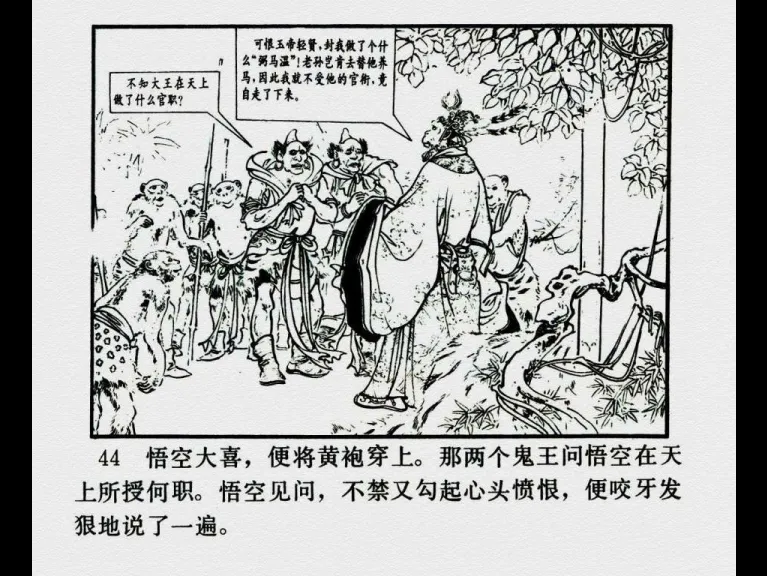 不知大王在天上
做了什么官职？
可恨玉帝轻贤，封我做了个什
么“弼马温”！老孙岂肯去替他养
马，因此我就不受他的官衔，竟
自走了下来。
44 悟空大喜，便将黄袍穿上。那两个鬼王问悟空在天
上所授何职。悟空见问，不禁又勾起心头愤恨，便咬牙发
狠地说了一遍。